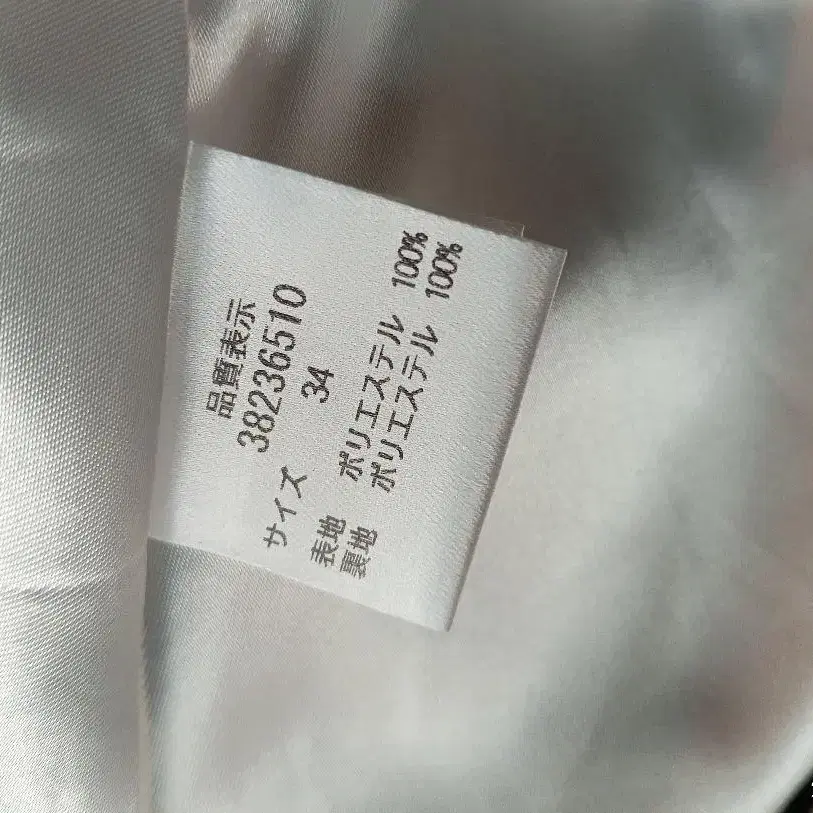 品質表示
38236510
サイズ 34
表地 ポリエステル 100%
裏地 ポリエステル 100%